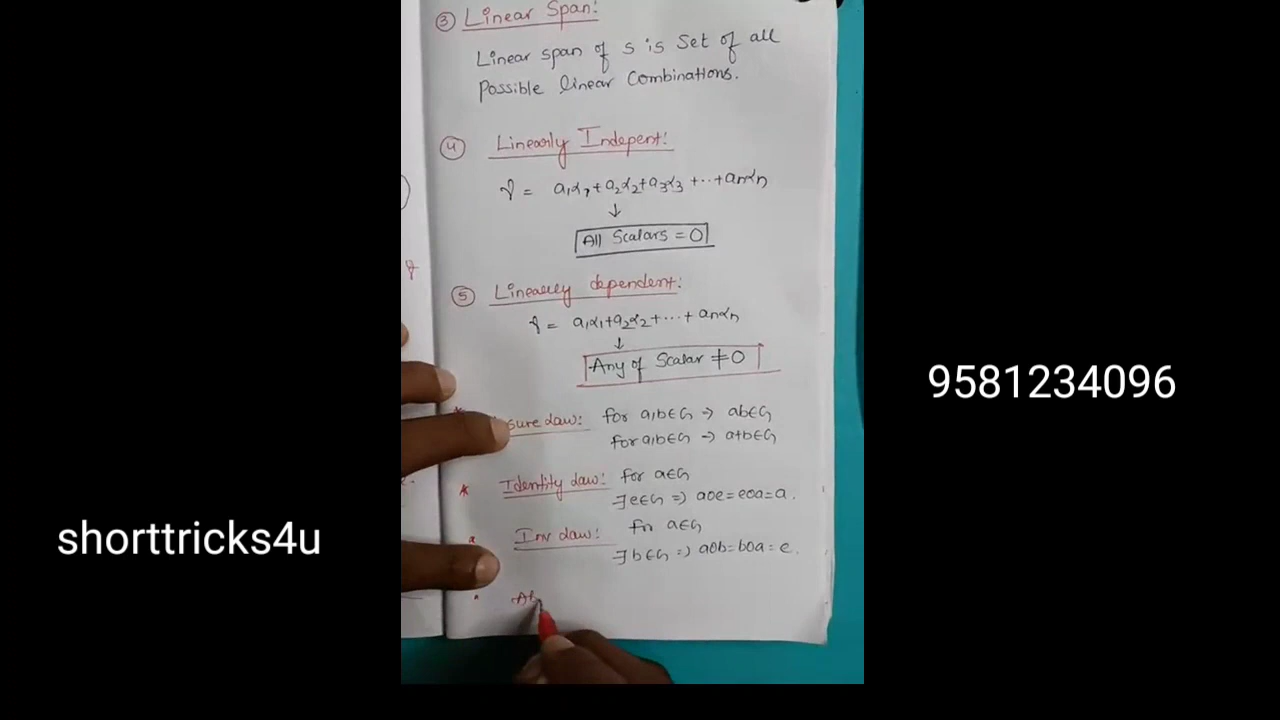 ③ Linear Span:
Linear span of S is Set of all
Possible linear Combinations.
④ Linearly Indepent:
γ = a₁α₁+a₂α₂+a₃α₃ +··+anαn
↓
All Scalars = 0
⑤ Linearly dependent:
γ = a₁α₁+a₂α₂+···+ anαn
↓
Any of Scalar ≠ 0
sure Law: for a,b∈G → ab∈G
for a,b∈G → a+b∈G
* Identity Law: for a∈G
∃e∈G ⇒ aoe=eoa=a.
* Inv Law: for a∈G
∃b∈G ⇒ aob=boa=e.
9581234096
shorttricks4u